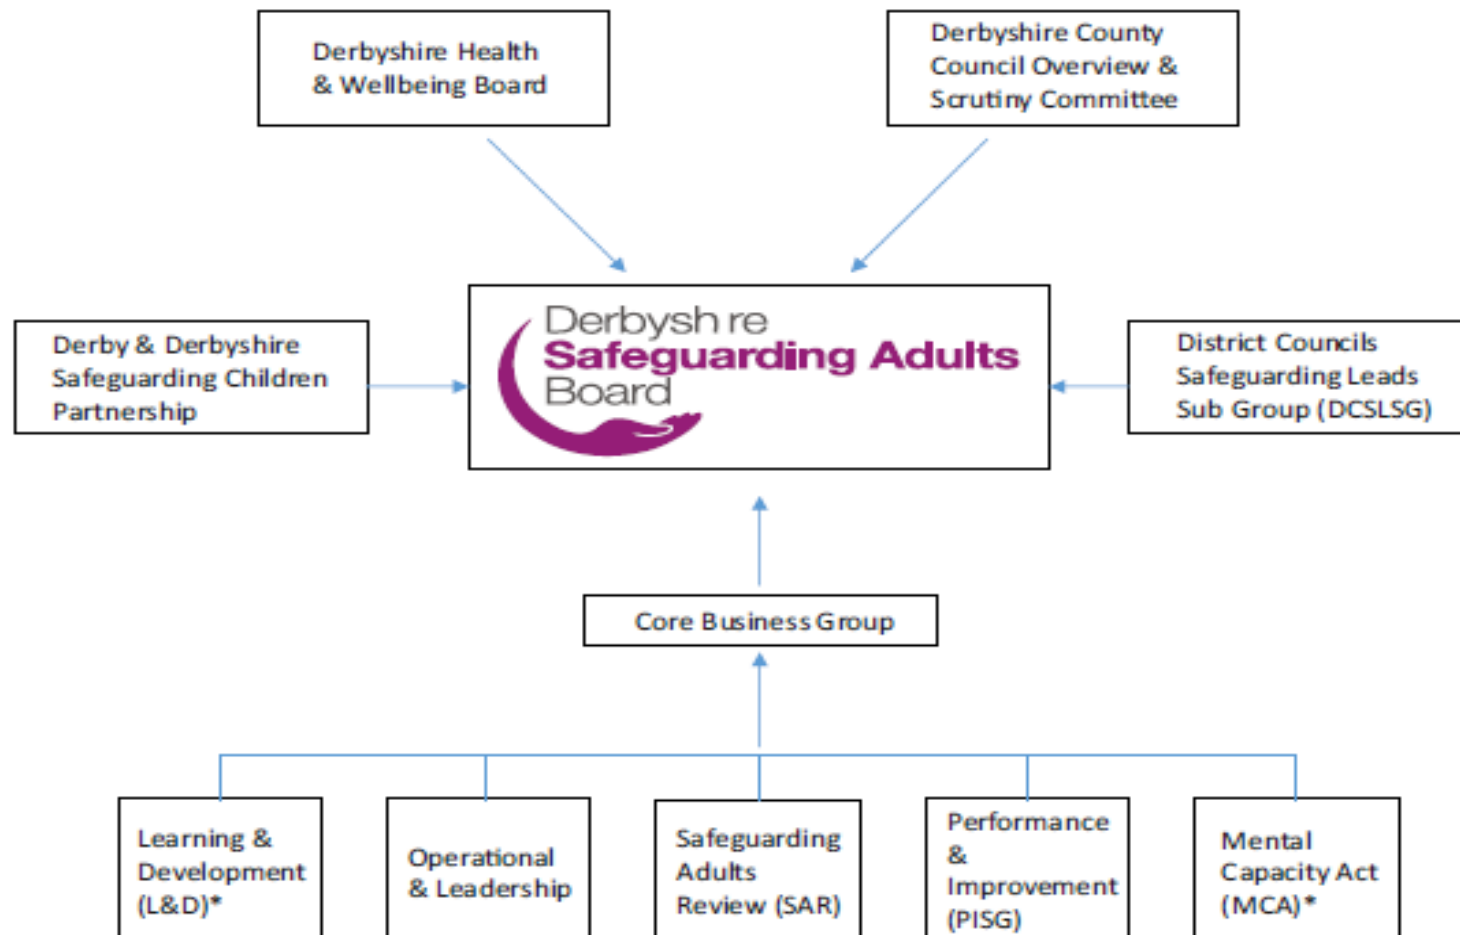 Derbyshire Health
& Wellbeing Board
Derbyshire County
Council Overview &
Scrutiny Committee
Derby & Derbyshire
Safeguarding Children
Partnership
Derbysh re
Safeguarding Adults
Board
District Councils
Safeguarding Leads
Sub Group (DCSLSG)
Core Business Group
Learning &
Development
(L&D)*
Operational
& Leadership
Safeguarding
Adults
Review (SAR)
Performance
&
Improvement
(PISG)
Mental
Capacity Act
(MCA)*